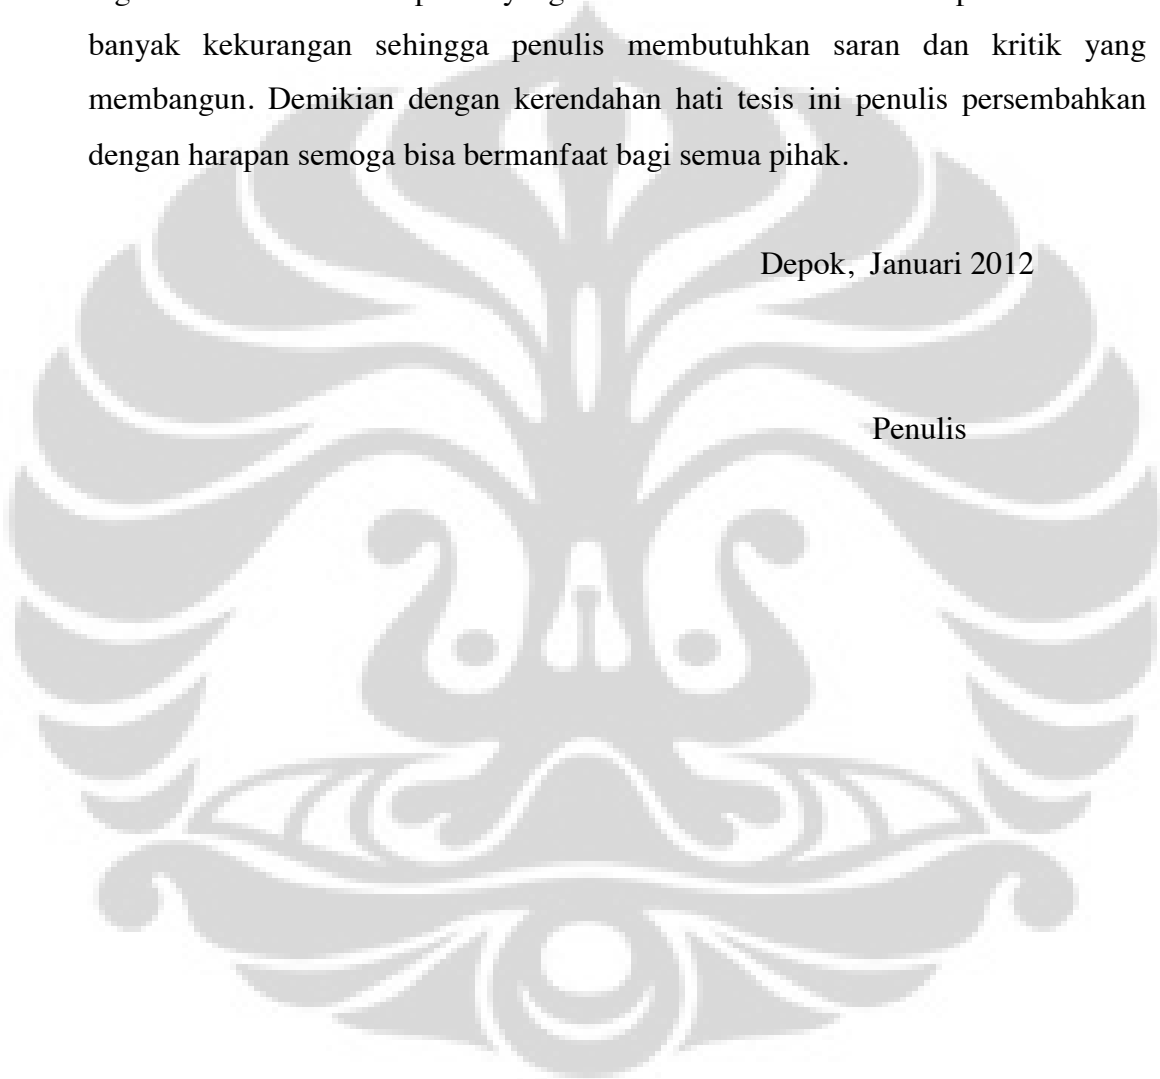 banyak kekurangan sehingga penulis membutuhkan saran dan kritik yang
membangun. Demikian dengan kerendahan hati tesis ini penulis persembahkan
dengan harapan semoga bisa bermanfaat bagi semua pihak.
Depok, Januari 2012
Penulis